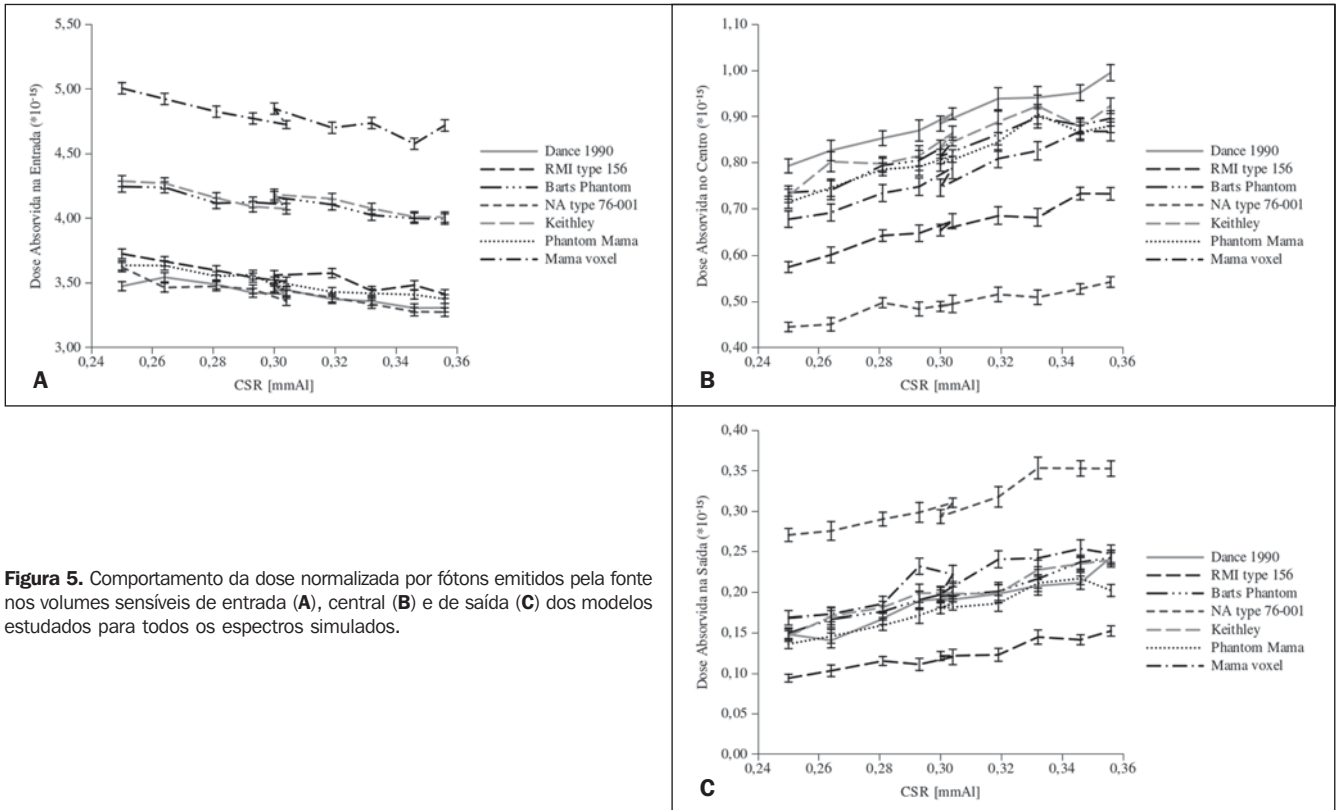 5,50
5,00
4,50
4,00
3,50
3,00
Dose Absorvida na Entrada (*10⁻¹⁵)
0,24
0,26
0,28
0,30
0,32
0,34
0,36
CSR [mmAl]
Dance 1990
RMI type 156
Barts Phantom
NA type 76-001
Keithley
Phantom Mama
Mama voxel
A
1,10
1,00
0,90
0,80
0,70
0,60
0,50
0,40
Dose Absorvida no Centro (*10⁻¹⁵)
0,24
0,26
0,28
0,30
0,32
0,34
0,36
CSR [mmAl]
Dance 1990
RMI type 156
Barts Phantom
NA type 76-001
Keithley
Phantom Mama
Mama voxel
B
0,40
0,35
0,30
0,25
0,20
0,15
0,10
0,05
0,00
Dose Absorvida na Saída (*10⁻¹⁵)
0,24
0,26
0,28
0,30
0,32
0,34
0,36
CSR [mmAl]
Dance 1990
RMI type 156
Barts Phantom
NA type 76-001
Keithley
Phantom Mama
Mama voxel
C
Figura 5. Comportamento da dose normalizada por fótons emitidos pela fonte
nos volumes sensíveis de entrada (A), central (B) e de saída (C) dos modelos
estudados para todos os espectros simulados.